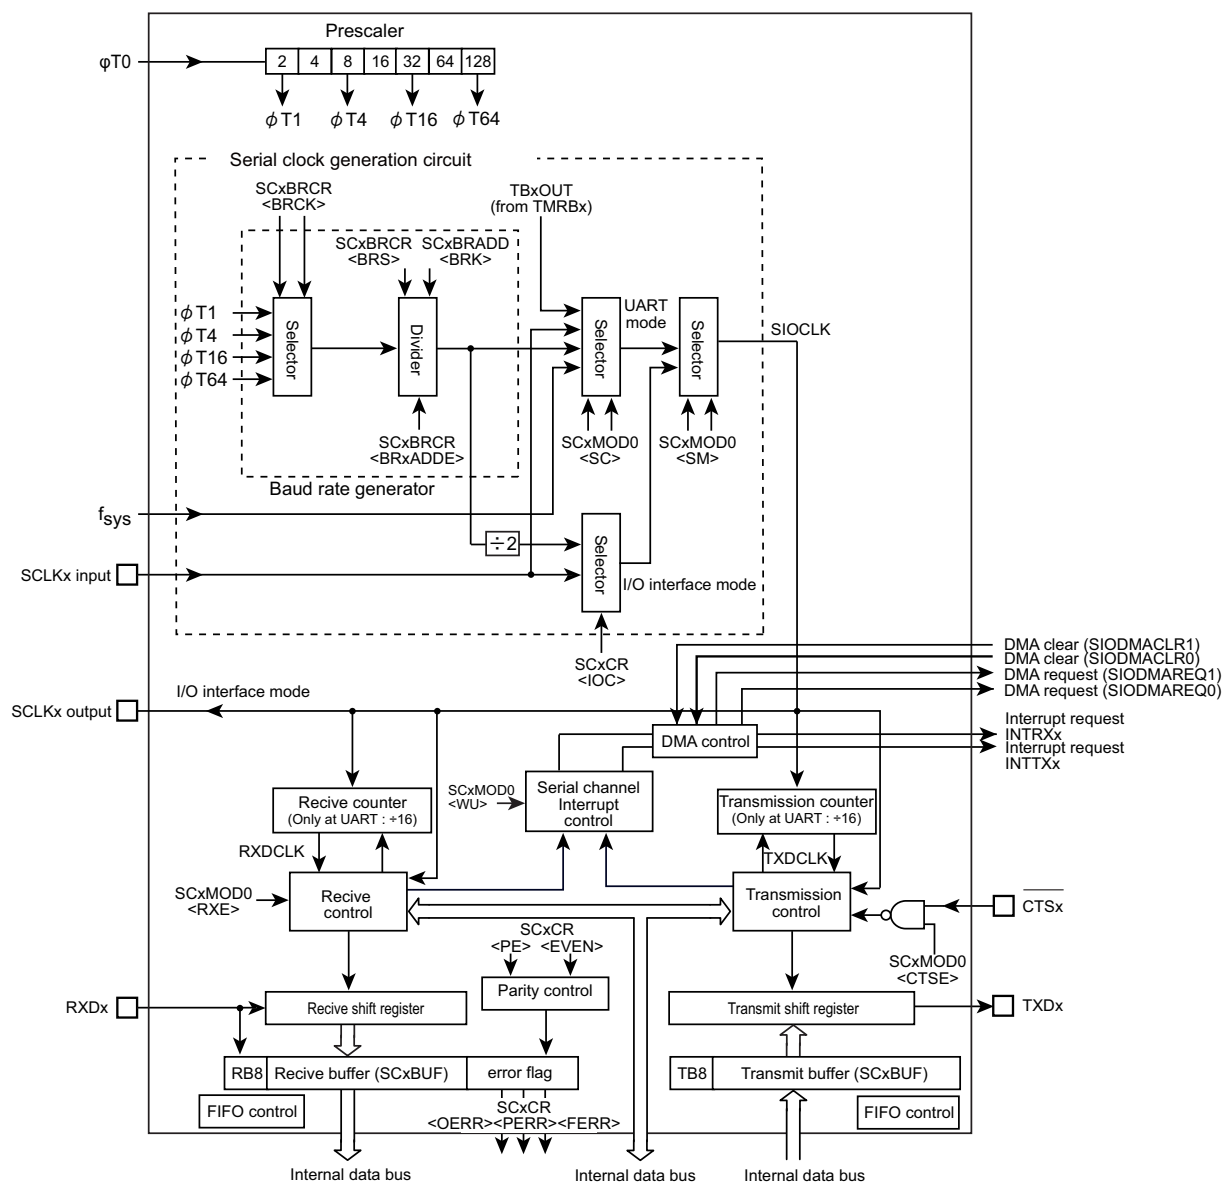 Prescaler
φT0
2 4 8 16 32 64 128
ϕT1 ϕT4 ϕT16 ϕT64
Serial clock generation circuit
SCxBRCR
<BRCK>
TBxOUT
(from TMRBx)
SCxBRCR
<BRS>
SCxBRADD
<BRK>
ϕT1
ϕT4
ϕT16
ϕT64
Selector
Divider
Selector
UART
mode
Selector
SIOCLK
SCxBRCR
<BRxADDE>
SCxMOD0
<SC>
SCxMOD0
<SM>
Baud rate generator
fsys
÷2
Selector
SCLKx input
I/O interface mode
SCxCR
<IOC>
DMA clear (SIODMACLR1)
DMA clear (SIODMACLR0)
DMA request (SIODMAREQ1)
DMA request (SIODMAREQ0)
I/O interface mode
SCLKx output
Interrupt request
INTRXx
Interrupt request
INTTXx
DMA control
Serial channel
Interrupt
control
SCxMOD0
<WU>
Recive counter
(Only at UART : ÷16)
Transmission counter
(Only at UART : ÷16)
RXDCLK
TXDCLK
SCxMOD0
<RXE>
Recive
control
Transmission
control
CTSx
SCxMOD0
<CTSE>
SCxCR
<PE> <EVEN>
Parity control
RXDx
Recive shift register
Transmit shift register
TXDx
RB8 Recive buffer (SCxBUF) error flag
TB8 Transmit buffer (SCxBUF)
FIFO control
SCxCR
<OERR><PERR><FERR>
FIFO control
Internal data bus
Internal data bus
Internal data bus